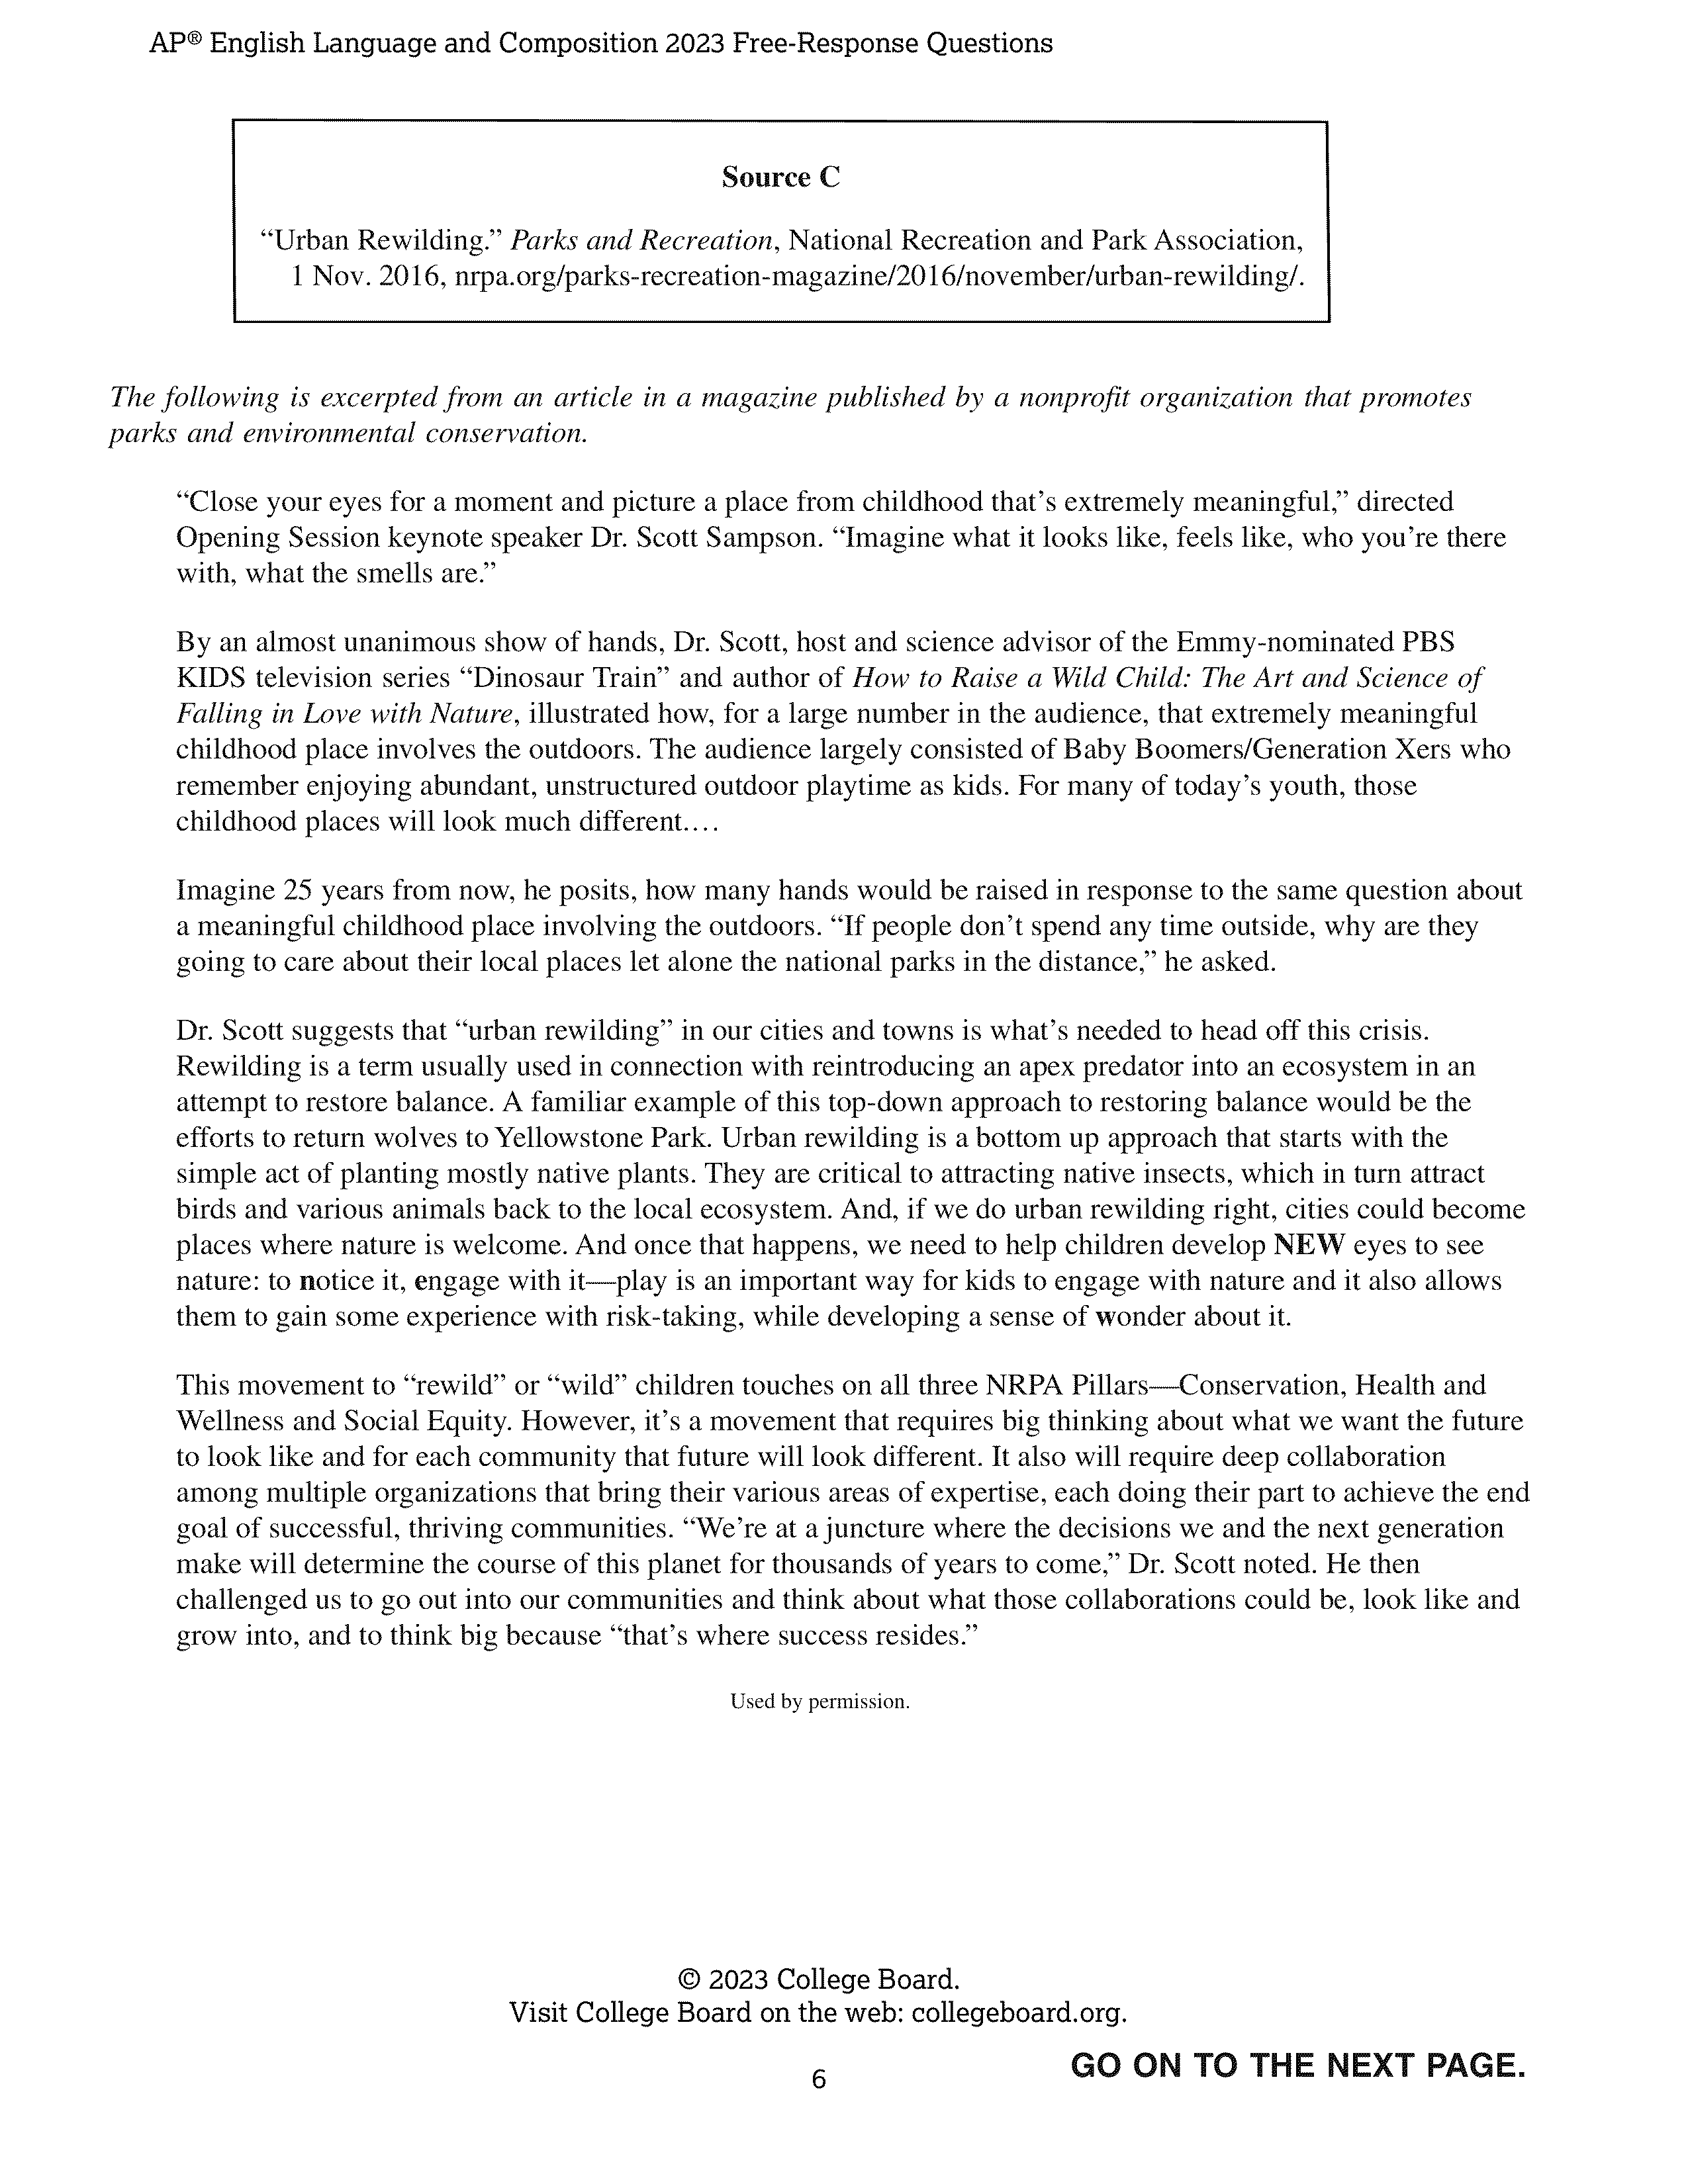 AP® English Language and Composition 2023 Free-Response Questions
Source C
“Urban Rewilding.” Parks and Recreation, National Recreation and Park Association,
1 Nov. 2016, nrpa.org/parks-recreation-magazine/2016/november/urban-rewilding/.
The following is excerpted from an article in a magazine published by a nonprofit organization that promotes
parks and environmental conservation.
“Close your eyes for a moment and picture a place from childhood that’s extremely meaningful,” directed
Opening Session keynote speaker Dr. Scott Sampson. “Imagine what it looks like, feels like, who you’re there
with, what the smells are.”
By an almost unanimous show of hands, Dr. Scott, host and science advisor of the Emmy-nominated PBS
KIDS television series “Dinosaur Train” and author of How to Raise a Wild Child: The Art and Science of
Falling in Love with Nature, illustrated how, for a large number in the audience, that extremely meaningful
childhood place involves the outdoors. The audience largely consisted of Baby Boomers/Generation Xers who
remember enjoying abundant, unstructured outdoor playtime as kids. For many of today’s youth, those
childhood places will look much different....
Imagine 25 years from now, he posits, how many hands would be raised in response to the same question about
a meaningful childhood place involving the outdoors. “If people don’t spend any time outside, why are they
going to care about their local places let alone the national parks in the distance,” he asked.
Dr. Scott suggests that “urban rewilding” in our cities and towns is what’s needed to head off this crisis.
Rewilding is a term usually used in connection with reintroducing an apex predator into an ecosystem in an
attempt to restore balance. A familiar example of this top-down approach to restoring balance would be the
efforts to return wolves to Yellowstone Park. Urban rewilding is a bottom up approach that starts with the
simple act of planting mostly native plants. They are critical to attracting native insects, which in turn attract
birds and various animals back to the local ecosystem. And, if we do urban rewilding right, cities could become
places where nature is welcome. And once that happens, we need to help children develop NEW eyes to see
nature: to notice it, engage with it—play is an important way for kids to engage with nature and it also allows
them to gain some experience with risk-taking, while developing a sense of wonder about it.
This movement to “rewild” or “wild” children touches on all three NRPA Pillars—Conservation, Health and
Wellness and Social Equity. However, it’s a movement that requires big thinking about what we want the future
to look like and for each community that future will look different. It also will require deep collaboration
among multiple organizations that bring their various areas of expertise, each doing their part to achieve the end
goal of successful, thriving communities. “We’re at a juncture where the decisions we and the next generation
make will determine the course of this planet for thousands of years to come,” Dr. Scott noted. He then
challenged us to go out into our communities and think about what those collaborations could be, look like and
grow into, and to think big because “that’s where success resides.”
Used by permission.
© 2023 College Board.
Visit College Board on the web: collegeboard.org.
GO ON TO THE NEXT PAGE.
6